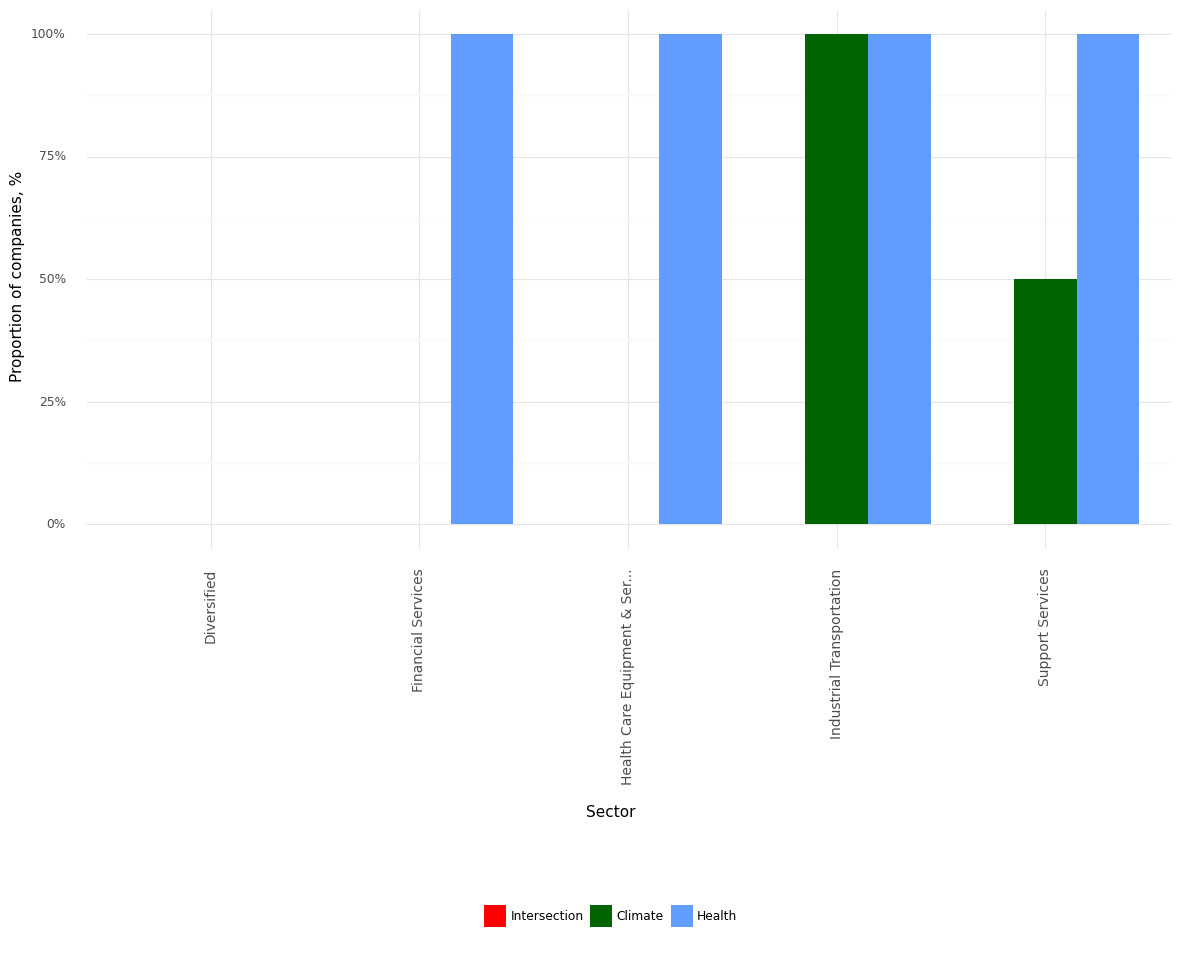 Proportion of companies, %
100%
75%
50%
25%
0%
Diversified
Financial Services
Health Care Equipment & Ser...
Industrial Transportation
Support Services
Sector
Intersection Climate Health